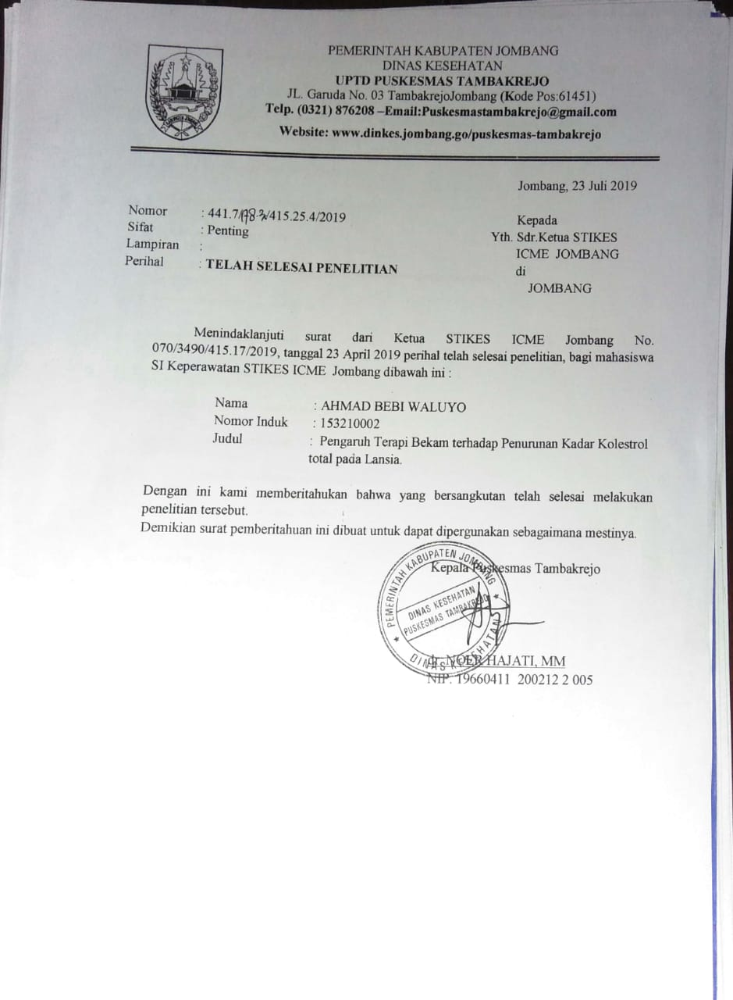 PEMERINTAH KABUPATEN JOMBANG
DINAS KESEHATAN
UPTD PUSKESMAS TAMBAKREJO
JL. Garuda No. 03 TambakrejoJombang (Kode Pos:61451)
Telp. (0321) 876208 –Email:Puskesmastambakrejo@gmail.com
Website: www.dinkes.jombang.go/puskesmas-tambakrejo
Jombang, 23 Juli 2019
Nomor : 441.7/ /415.25.4/2019
Sifat : Penting
Lampiran :
Perihal : TELAH SELESAI PENELITIAN
Kepada
Yth. Sdr.Ketua STIKES
ICME JOMBANG
di
JOMBANG
Menindaklanjuti surat dari Ketua STIKES ICME Jombang No.
070/3490/415.17/2019, tanggal 23 April 2019 perihal telah selesai penelitian, bagi mahasiswa
SI Keperawatan STIKES ICME Jombang dibawah ini :
Nama : AHMAD BEBI WALUYO
Nomor Induk : 153210002
Judul : Pengaruh Terapi Bekam terhadap Penurunan Kadar Kolestrol
total pada Lansia.
Dengan ini kami memberitahukan bahwa yang bersangkutan telah selesai melakukan
penelitian tersebut.
Demikian surat pemberitahuan ini dibuat untuk dapat dipergunakan sebagaimana mestinya.
Kepala Puskesmas Tambakrejo
PEMERINTAH KABUPATEN JOMBANG
DINAS KESEHATAN
PUSKESMAS TAMBAKREJO
DINAS KESEHATAN
dr. NOER HAJATI, MM
NIP. 19660411 200212 2 005